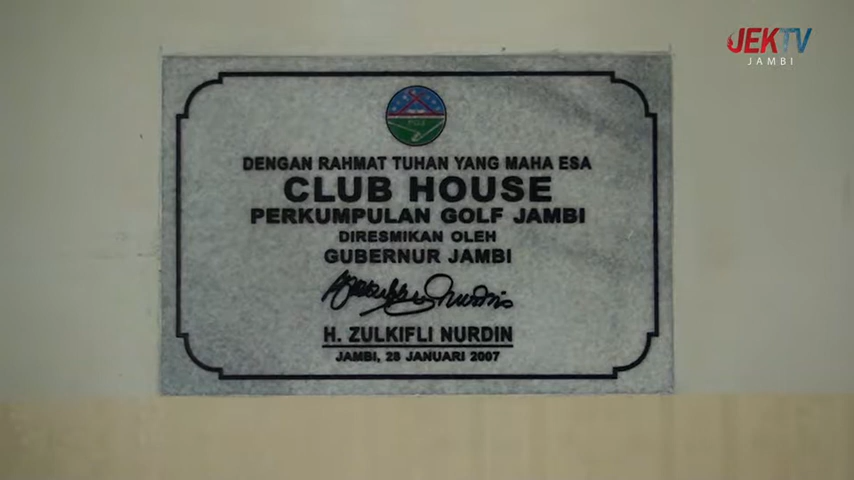 JEKTV
JAMBI
DENGAN RAHMAT TUHAN YANG MAHA ESA
CLUB HOUSE
PERKUMPULAN GOLF JAMBI
DIRESMIKAN OLEH
GUBERNUR JAMBI
H. ZULKIFLI NURDIN
JAMBI, 28 JANUARI 2007